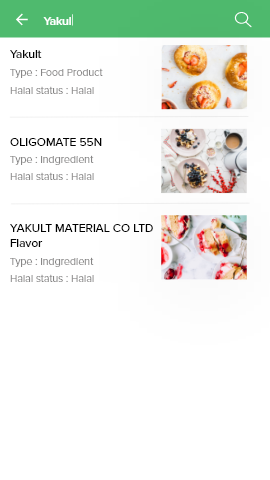 Yakul
Yakult
Type : Food Product
Halal status : Halal
OLIGOMATE 55N
Type : Indgredient
Halal status : Halal
YAKULT MATERIAL CO LTD
Flavor
Type : Indgredient
Halal status : Halal